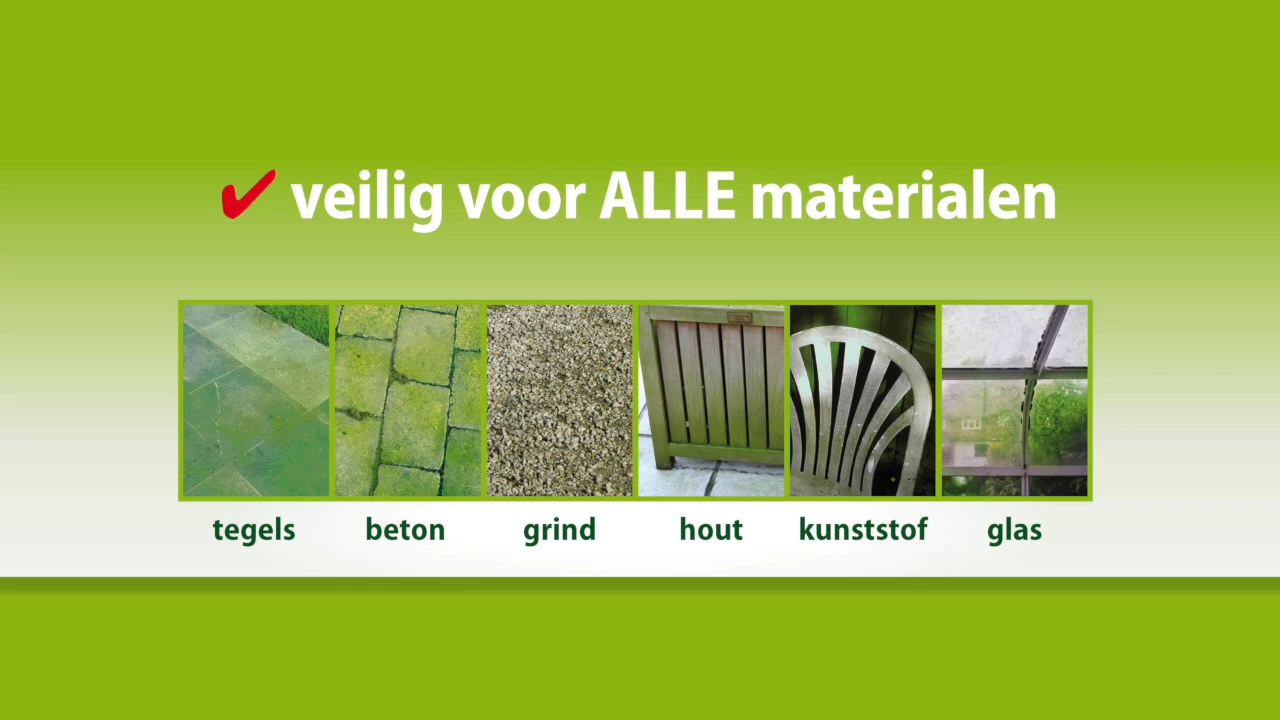 ✔ veilig voor ALLE materialen
tegels beton grind hout kunststof glas